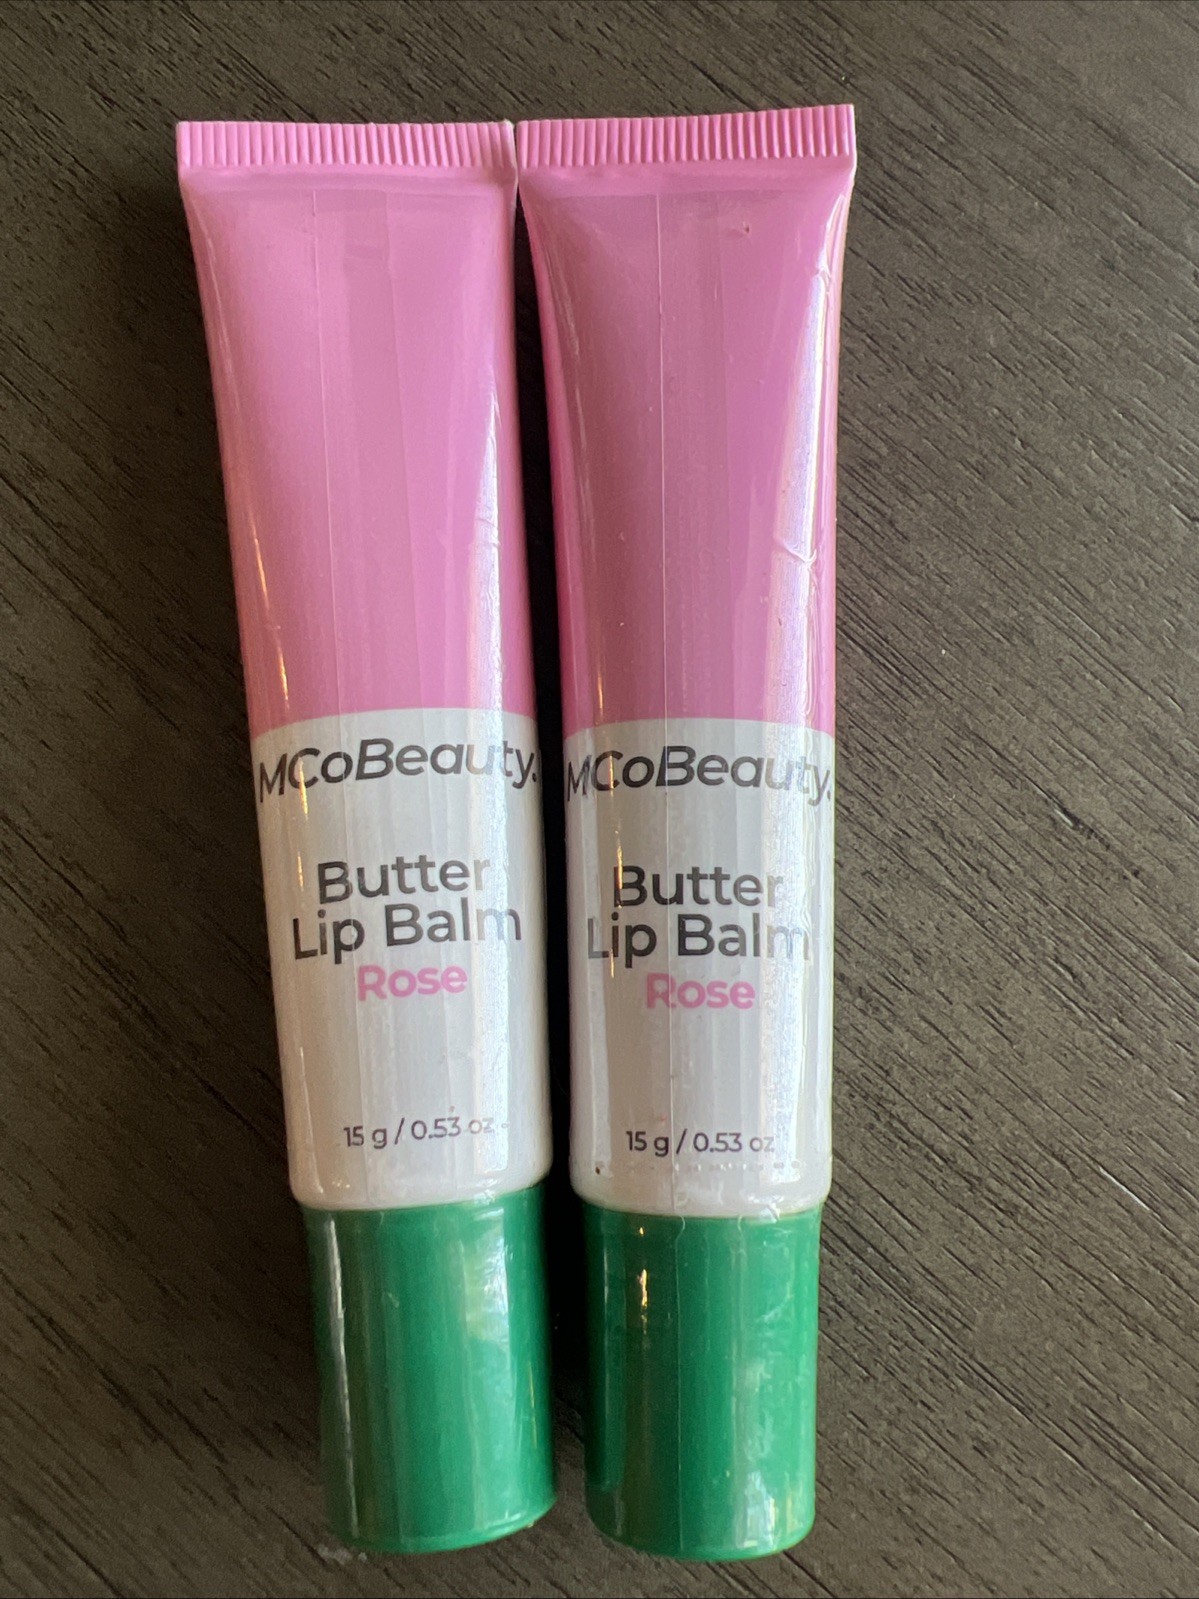 MCoBeauty.
Butter
Lip Balm
Rose
15 g / 0.53 oz
MCoBeauty.
Butter
Lip Balm
Rose
15 g / 0.53 oz